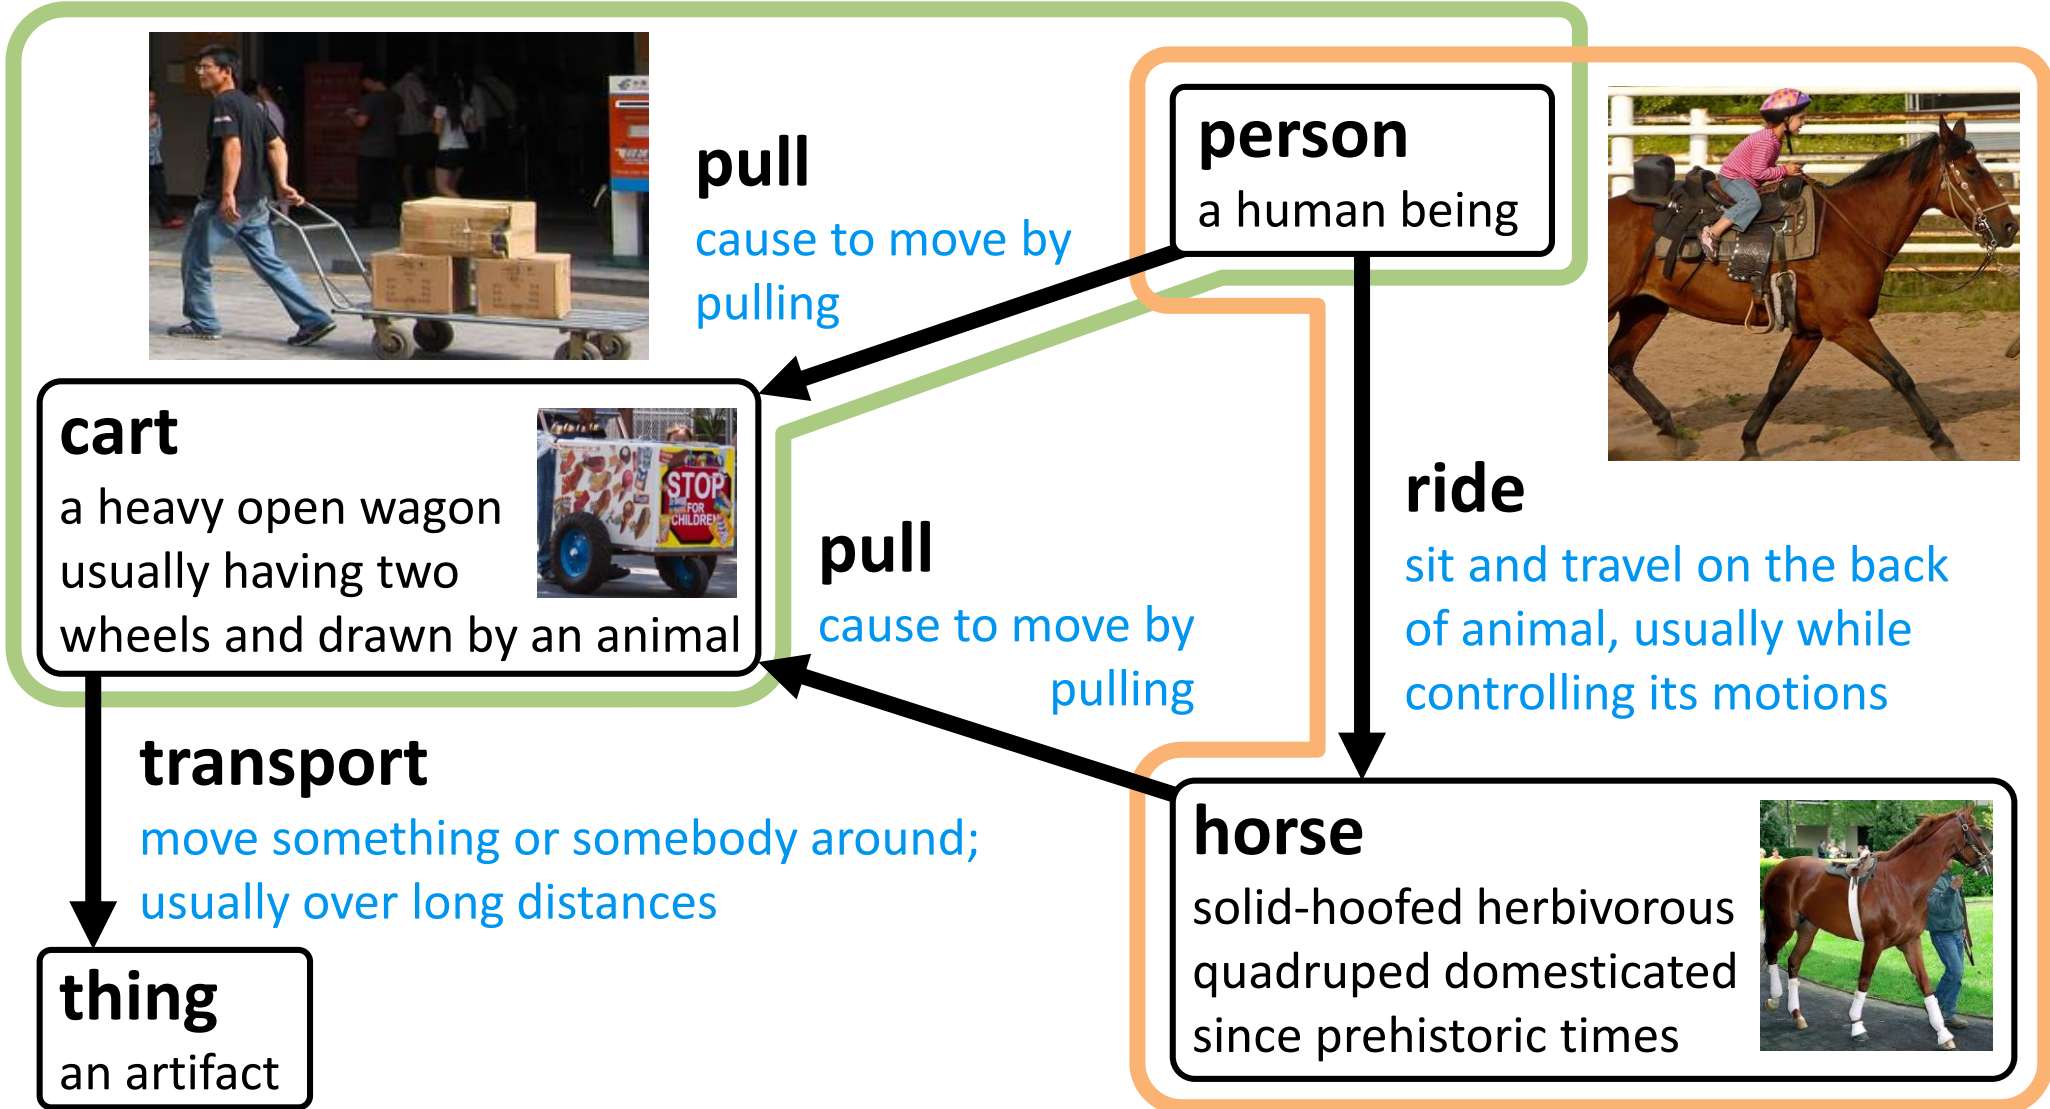 pull
cause to move by
pulling
person
a human being
cart
a heavy open wagon
usually having two
wheels and drawn by an animal
STOP
FOR
CHILDREN
pull
cause to move by
pulling
ride
sit and travel on the back
of animal, usually while
controlling its motions
transport
move something or somebody around;
usually over long distances
horse
solid-hoofed herbivorous
quadruped domesticated
since prehistoric times
thing
an artifact